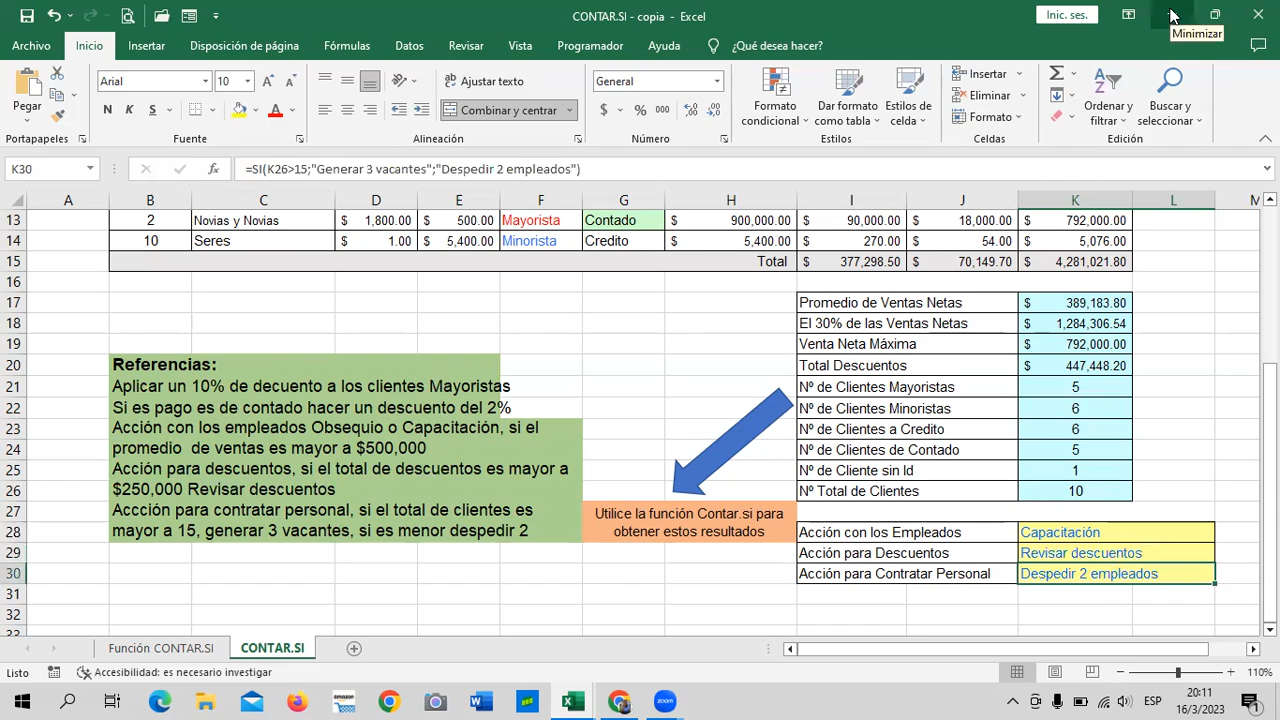 CONTAR.SI - copia - Excel
Inic. ses.
Minimizar
Archivo Inicio Insertar Disposición de página Fórmulas Datos Revisar Vista Programador Ayuda ¿Qué desea hacer?
Pegar
Arial 10
Ajustar texto
General
Formato condicional
Dar formato como tabla
Estilos de celda
Insertar
Eliminar
Formato
Ordenar y filtrar
Buscar y seleccionar
N K S
Combinar y centrar
$ % 000
Portapapeles Fuente Alineación Número Estilos Celdas Edición
K30 fx =SI(K26>15;"Generar 3 vacantes";"Despedir 2 empleados")
A B C D E F G H I J K L M
13 2 Novias y Novias $ 1,800.00 $ 500.00 Mayorista Contado $ 900,000.00 $ 90,000.00 $ 18,000.00 $ 792,000.00
14 10 Seres $ 1.00 $ 5,400.00 Minorista Credito $ 5,400.00 $ 270.00 $ 54.00 $ 5,076.00
15 Total $ 377,298.50 $ 70,149.70 $ 4,281,021.80
16
17 Promedio de Ventas Netas $ 389,183.80
18 El 30% de las Ventas Netas $ 1,284,306.54
19 Venta Neta Máxima $ 792,000.00
20 Referencias: Total Descuentos $ 447,448.20
21 Aplicar un 10% de decuento a los clientes Mayoristas Nº de Clientes Mayoristas 5
22 Si es pago es de contado hacer un descuento del 2% Nº de Clientes Minoristas 6
23 Acción con los empleados Obsequio o Capacitación, si el Nº de Clientes a Credito 6
24 promedio de ventas es mayor a $500,000 Nº de Clientes de Contado 5
25 Acción para descuentos, si el total de descuentos es mayor a Nº de Cliente sin Id 1
26 $250,000 Revisar descuentos Nº Total de Clientes 10
27 Accción para contratar personal, si el total de clientes es Utilice la función Contar.si para
28 mayor a 15, generar 3 vacantes, si es menor despedir 2 obtener estos resultados Acción con los Empleados Capacitación
29 Acción para Descuentos Revisar descuentos
30 Acción para Contratar Personal Despedir 2 empleados
31
32
33
Función CONTAR.SI CONTAR.SI
Listo Accesibilidad: es necesario investigar 110%
amazon
zoom
ESP
20:11
16/3/2023
1